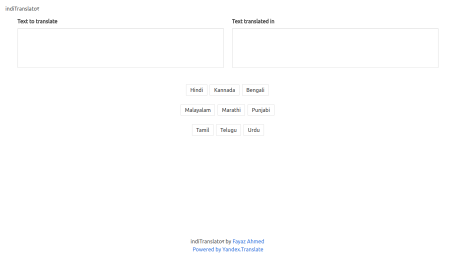 indiTranslator
Text to translate
Text translated in
Hindi Kannada Bengali
Malayalam Marathi Punjabi
Tamil Telugu Urdu
indiTranslator by Fayaz Ahmed
Powered by Yandex.Translate